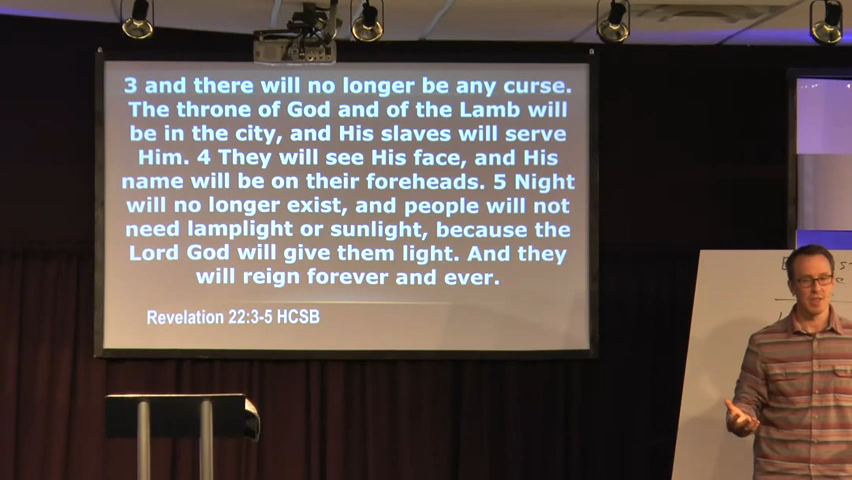 3 and there will no longer be any curse.
The throne of God and of the Lamb will
be in the city, and His slaves will serve
Him. 4 They will see His face, and His
name will be on their foreheads. 5 Night
will no longer exist, and people will not
need lamplight or sunlight, because the
Lord God will give them light. And they
will reign forever and ever.
Revelation 22:3-5 HCSB